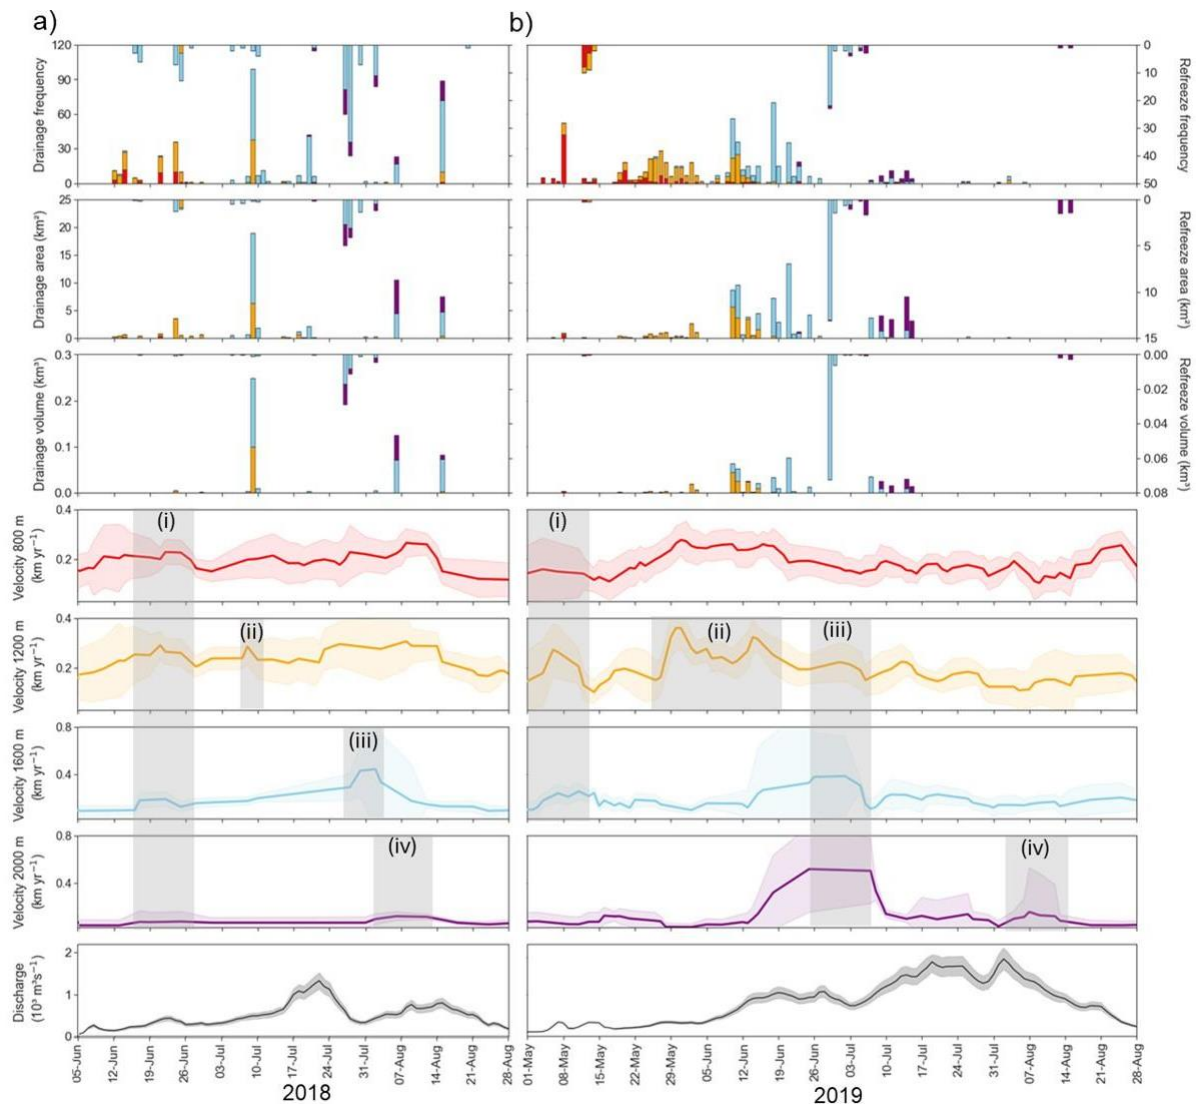 a)
b)
120
90
60
30
0
Drainage frequency
0
10
20
30
40
50
Refreeze frequency
25
20
15
10
5
0
Drainage area (km²)
0
5
10
15
Refreeze area (km²)
0.3
0.2
0.1
0.0
Drainage volume (km³)
0.00
0.02
0.04
0.06
0.08
Refreeze volume (km³)
0.4
0.2
Velocity 800 m
(km yr⁻¹)
(i)
(i)
0.4
0.2
Velocity 1200 m
(km yr⁻¹)
(ii)
(ii)
(iii)
0.8
0.4
Velocity 1600 m
(km yr⁻¹)
(iii)
0.8
0.4
Velocity 2000 m
(km yr⁻¹)
(iv)
(iv)
2
1
0
Discharge
(10³ m³s⁻¹)
05-Jun
12-Jun
19-Jun
26-Jun
03-Jul
10-Jul
17-Jul
24-Jul
31-Jul
07-Aug
14-Aug
21-Aug
28-Aug
01-May
08-May
15-May
22-May
29-May
05-Jun
12-Jun
19-Jun
26-Jun
03-Jul
10-Jul
17-Jul
24-Jul
31-Jul
07-Aug
14-Aug
21-Aug
28-Aug
2018
2019